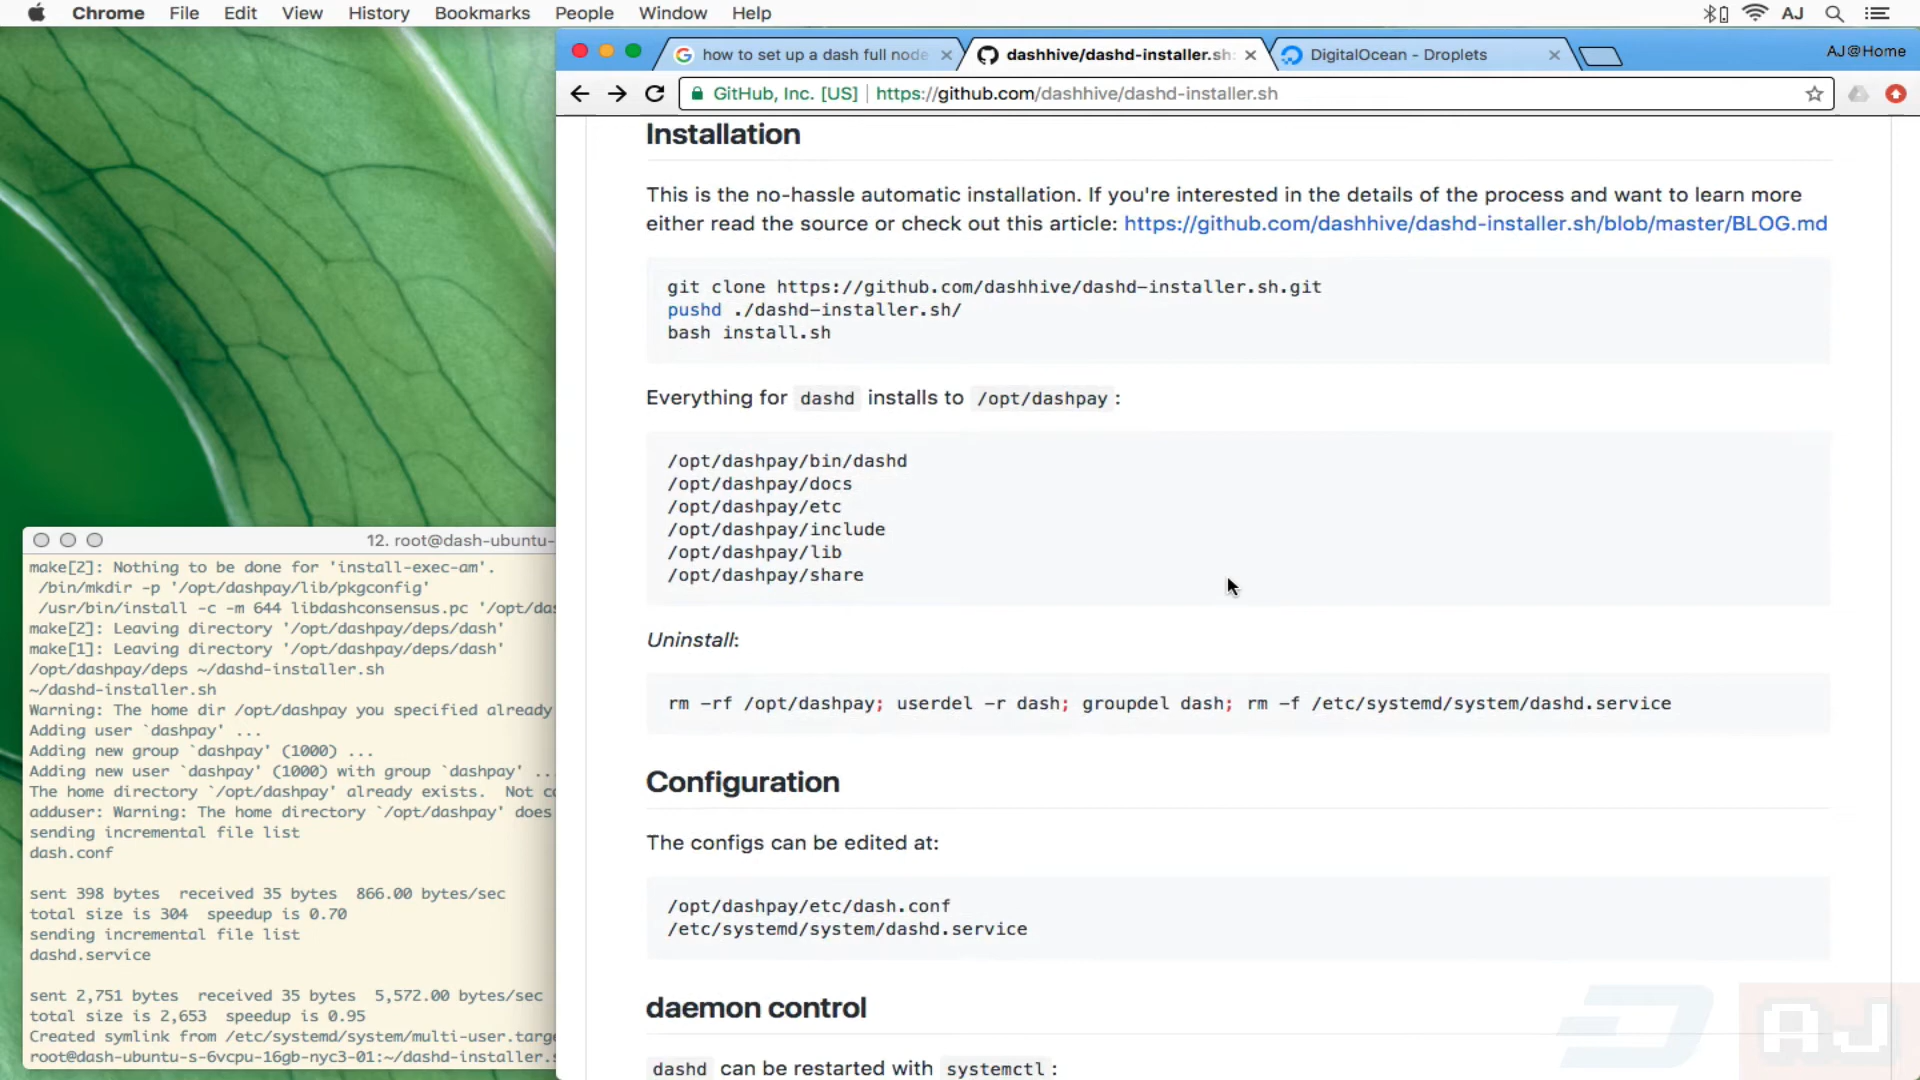 Chrome File Edit View History Bookmarks People Window Help AJ
how to set up a dash full node
dashhive/dashd-installer.sh:
DigitalOcean - Droplets
AJ@Home
GitHub, Inc. [US] | https://github.com/dashhive/dashd-installer.sh
Installation
This is the no-hassle automatic installation. If you're interested in the details of the process and want to learn more
either read the source or check out this article: https://github.com/dashhive/dashd-installer.sh/blob/master/BLOG.md
git clone https://github.com/dashhive/dashd-installer.sh.git
pushd ./dashd-installer.sh/
bash install.sh
Everything for dashd installs to /opt/dashpay:
/opt/dashpay/bin/dashd
/opt/dashpay/docs
/opt/dashpay/etc
/opt/dashpay/include
/opt/dashpay/lib
/opt/dashpay/share
Uninstall:
rm -rf /opt/dashpay; userdel -r dash; groupdel dash; rm -f /etc/systemd/system/dashd.service
Configuration
The configs can be edited at:
/opt/dashpay/etc/dash.conf
/etc/systemd/system/dashd.service
daemon control
dashd can be restarted with systemctl:
12. root@dash-ubuntu-
make[2]: Nothing to be done for 'install-exec-am'.
/bin/mkdir -p '/opt/dashpay/lib/pkgconfig'
/usr/bin/install -c -m 644 libdashconsensus.pc '/opt/das
make[2]: Leaving directory '/opt/dashpay/deps/dash'
make[1]: Leaving directory '/opt/dashpay/deps/dash'
/opt/dashpay/deps ~/dashd-installer.sh
~/dashd-installer.sh
Warning: The home dir /opt/dashpay you specified already
Adding user `dashpay' ...
Adding new group `dashpay' (1000) ...
Adding new user `dashpay' (1000) with group `dashpay' ...
The home directory `/opt/dashpay' already exists.  Not co
adduser: Warning: The home directory `/opt/dashpay' does
sending incremental file list
dash.conf
sent 398 bytes  received 35 bytes  866.00 bytes/sec
total size is 304  speedup is 0.70
sending incremental file list
dashd.service
sent 2,751 bytes  received 35 bytes  5,572.00 bytes/sec
total size is 2,653  speedup is 0.95
Created symlink from /etc/systemd/system/multi-user.targe
root@dash-ubuntu-s-6vcpu-16gb-nyc3-01:~/dashd-installer.s
AJ